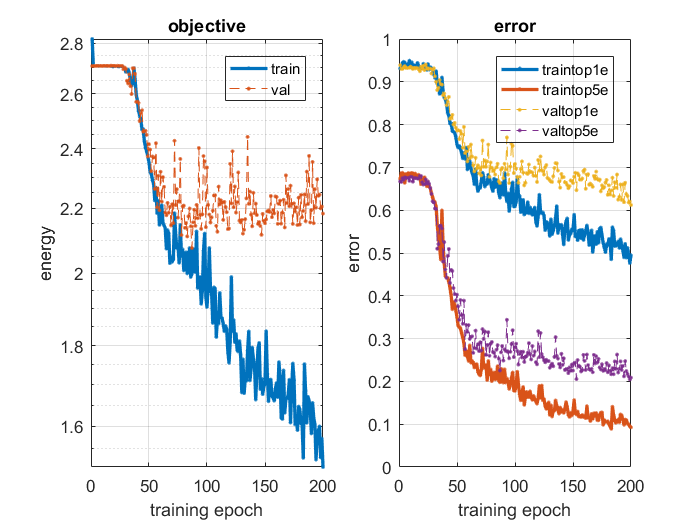 objective
energy
2.8
2.6
2.4
2.2
2
1.8
1.6
0 50 100 150 200
training epoch
train
val
error
error
1
0.9
0.8
0.7
0.6
0.5
0.4
0.3
0.2
0.1
0
0 50 100 150 200
training epoch
traintop1e
traintop5e
valtop1e
valtop5e